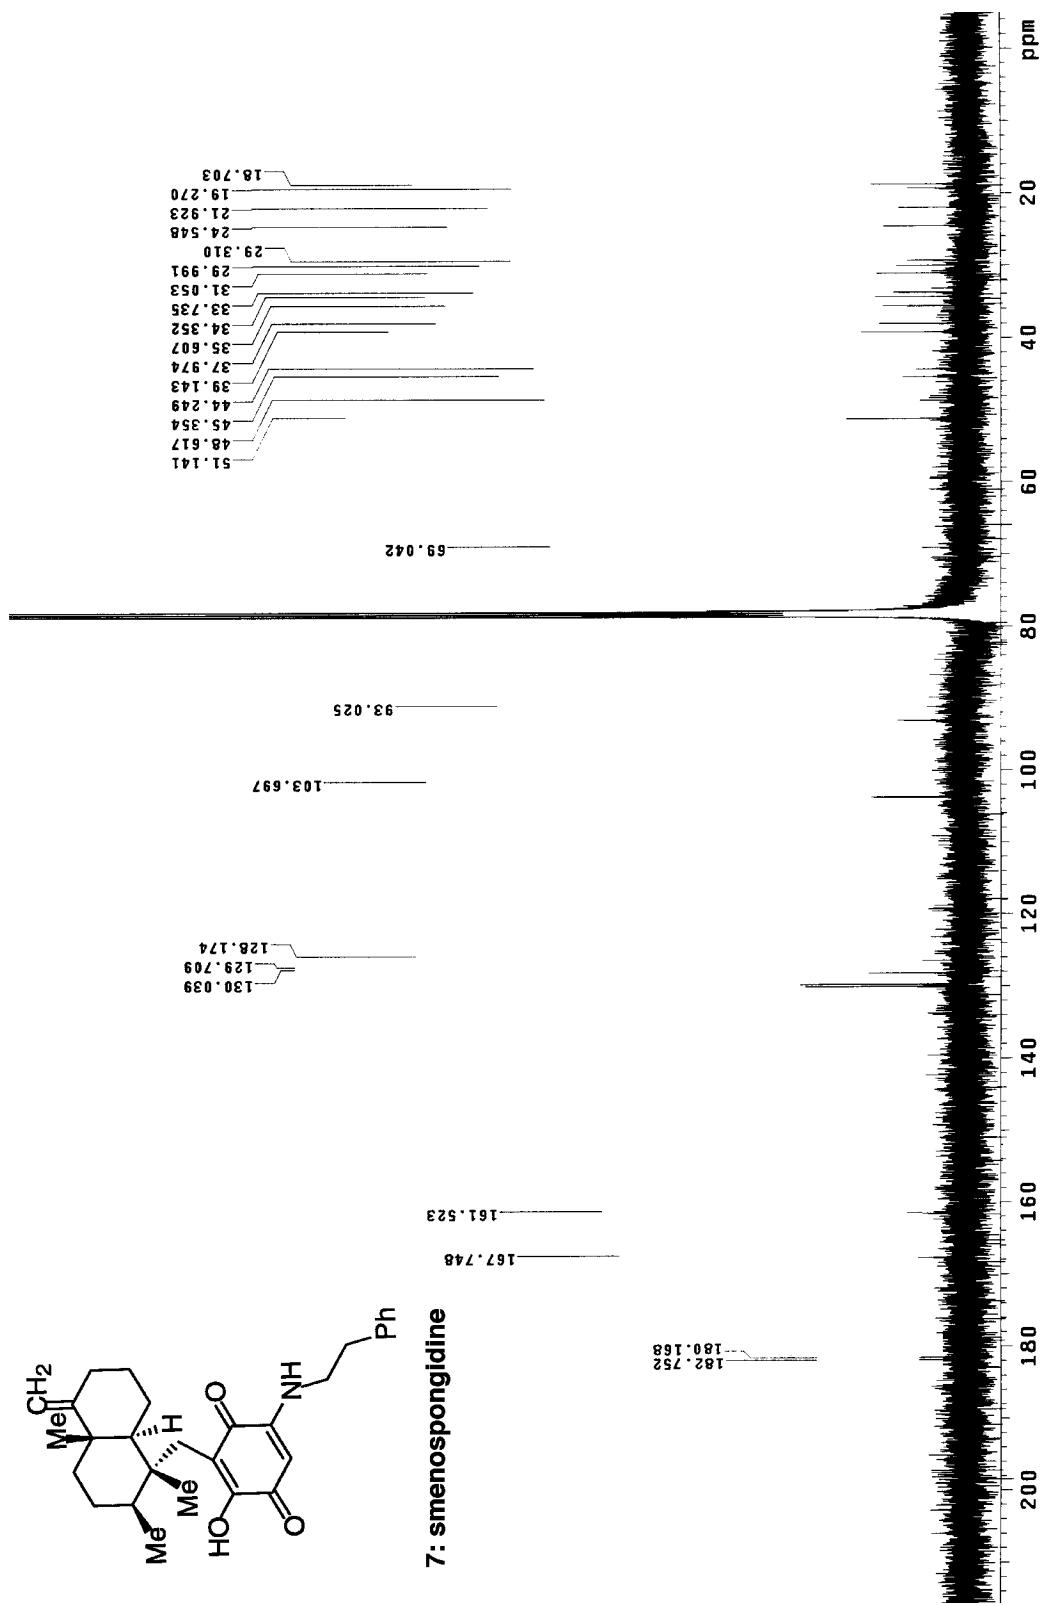 CH2
Me
H
Me
Me
HO
O
O
NH
Ph
7: smenospongidine
182.752
180.168
167.748
161.523
130.039
129.709
128.174
103.697
93.025
69.042
51.141
48.617
45.354
44.249
39.143
37.974
35.607
34.352
33.735
31.053
29.991
29.310
24.548
21.923
19.270
18.703
200 180 160 140 120 100 80 60 40 20 ppm